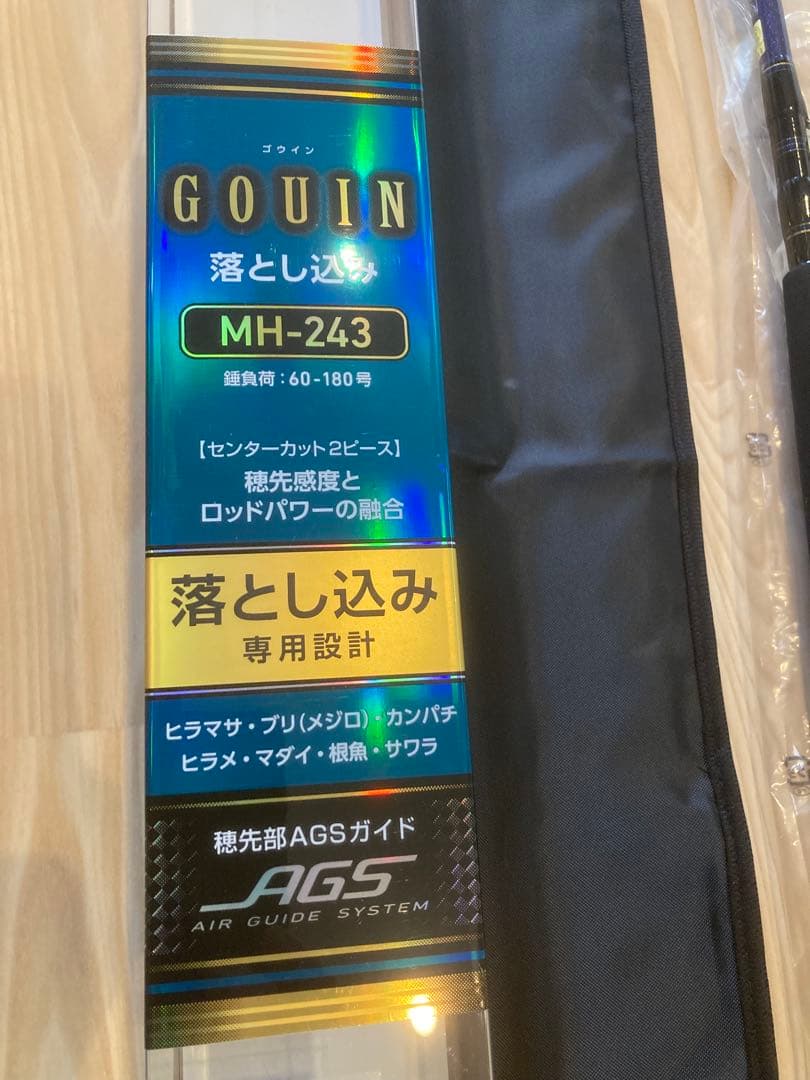 ゴウイン
GOUIN
落とし込み
MH-243
錘負荷：60-180号
【センターカット2ピース】
穂先感度と
ロッドパワーの融合
落とし込み
専用設計
ヒラマサ・ブリ（メジロ）・カンパチ
ヒラメ・マダイ・根魚・サワラ
穂先部AGSガイド
AGS
AIR GUIDE SYSTEM